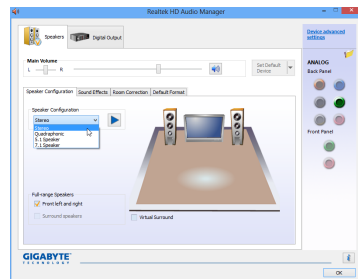 Realtek HD Audio Manager
Speakers
Digital Output
Device advanced
settings
Main Volume
L
R
Set Default
Device
ANALOG
Back Panel
Speaker Configuration
Sound Effects
Room Correction
Default Format
Speaker Configuration
Stereo
Stereo
Quadraphonic
5.1 Speaker
7.1 Speaker
Front Panel
Full-range Speakers
Front left and right
Surround speakers
Virtual Surround
GIGABYTE
TECHNOLOGY
i
OK